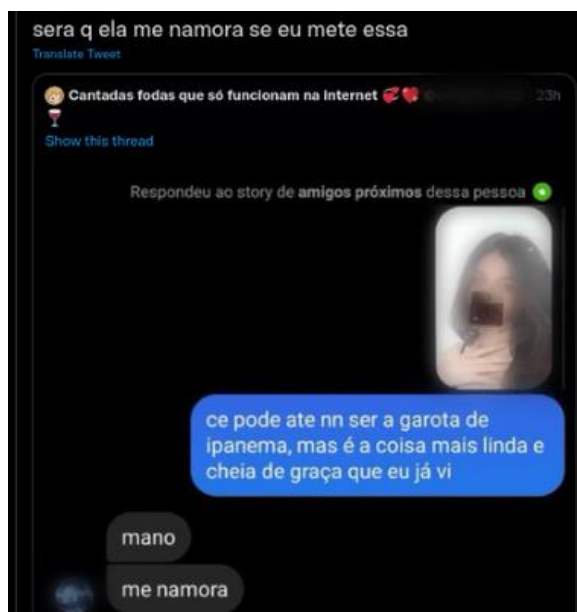 sera q ela me namora se eu mete essa
Translate Tweet
Cantadas fodas que só funcionam na internet 23h
Show this thread
Respondeu ao story de amigos próximos dessa pessoa
ce pode ate nn ser a garota de
ipanema, mas é a coisa mais linda e
cheia de graça que eu já vi
mano
me namora